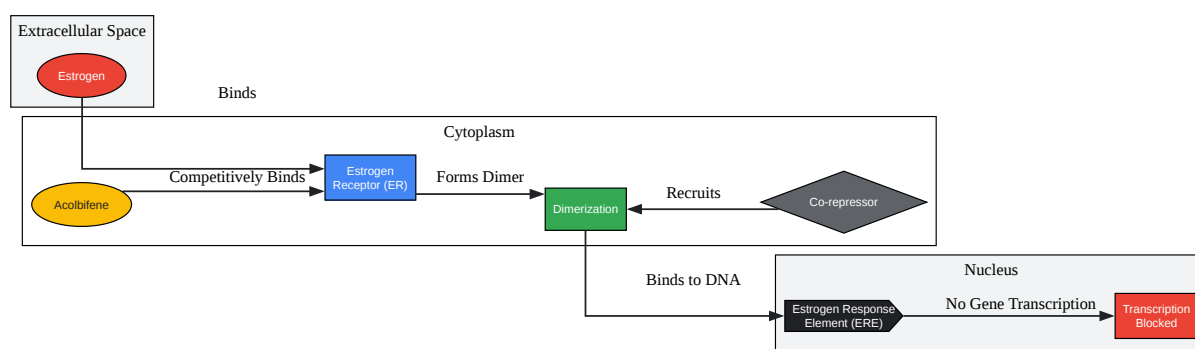 Extracellular Space
Estrogen
Binds
Cytoplasm
Competitively Binds
Acolbifene
Estrogen
Receptor (ER)
Forms Dimer
Dimerization
Recruits
Co-repressor
Binds to DNA
Nucleus
Estrogen Response
Element (ERE)
No Gene Transcription
Transcription
Blocked